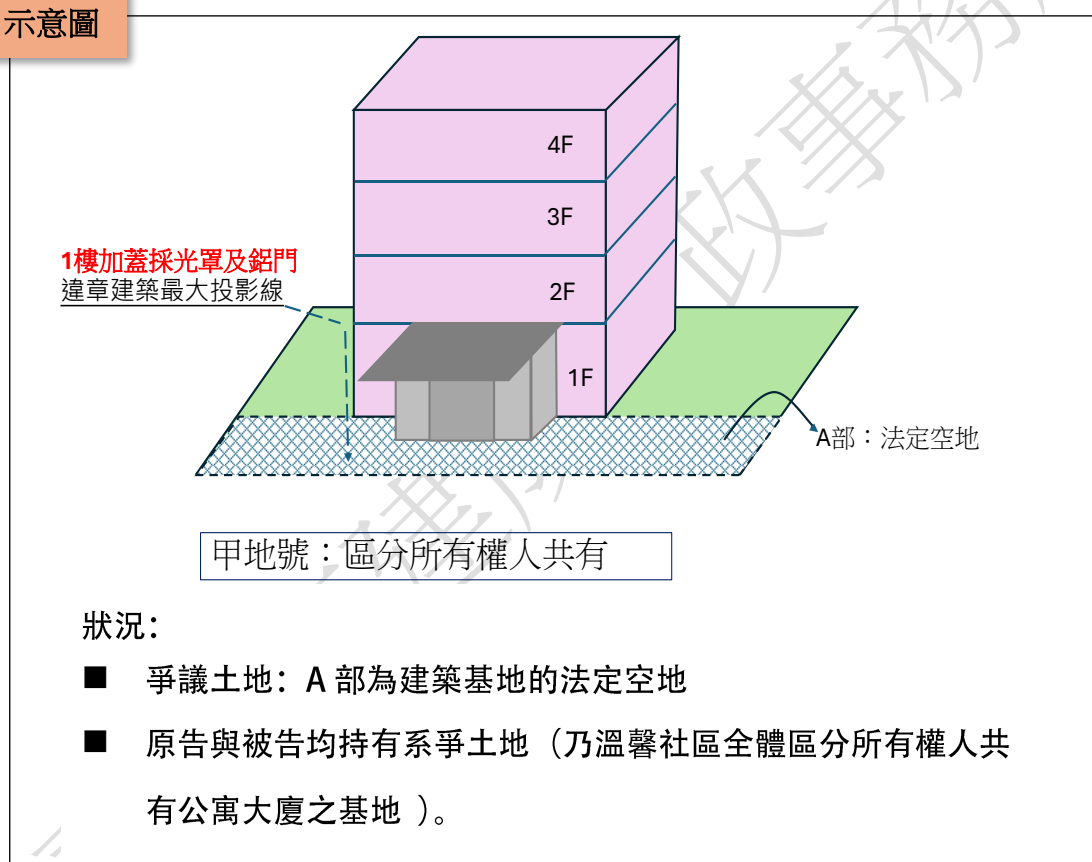 示意圖
4F
3F
1樓加蓋採光罩及鋁門
違章建築最大投影線
2F
1F
A部：法定空地
甲地號：區分所有權人共有
狀況：
■ 爭議土地：A 部為建築基地的法定空地
■ 原告與被告均持有系爭土地（乃溫馨社區全體區分所有權人共
有公寓大廈之基地 ）。
政事務
律